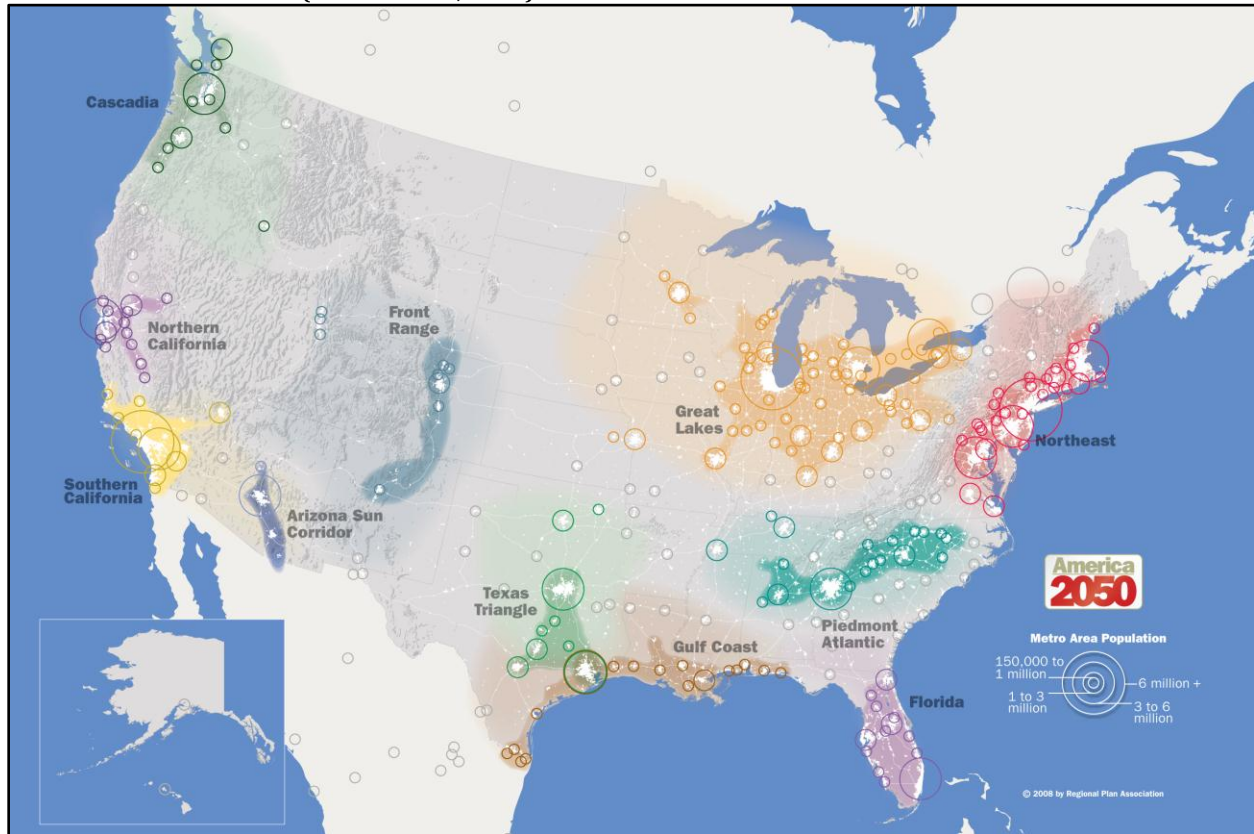 Cascadia
Northern
California
Front
Range
Great
Lakes
Northeast
Southern
California
Arizona Sun
Corridor
Texas
Triangle
Gulf Coast
Piedmont
Atlantic
Florida
America
2050
Metro Area Population
150,000 to
1 million
1 to 3
million
6 million +
3 to 6
million
© 2008 by Regional Plan Association